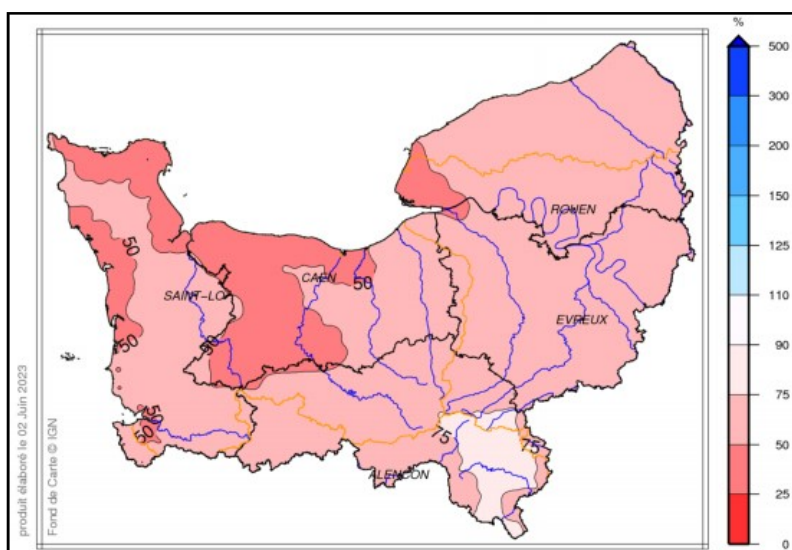 %
500
300
200
150
125
110
90
75
50
25
0
ROUEN
50
CAEN
50
SAINT-LO
50
EVREUX
50
50
50
75
75
ALENCON
produit élaboré le 02 Juin 2023
Fond de Carte © IGN